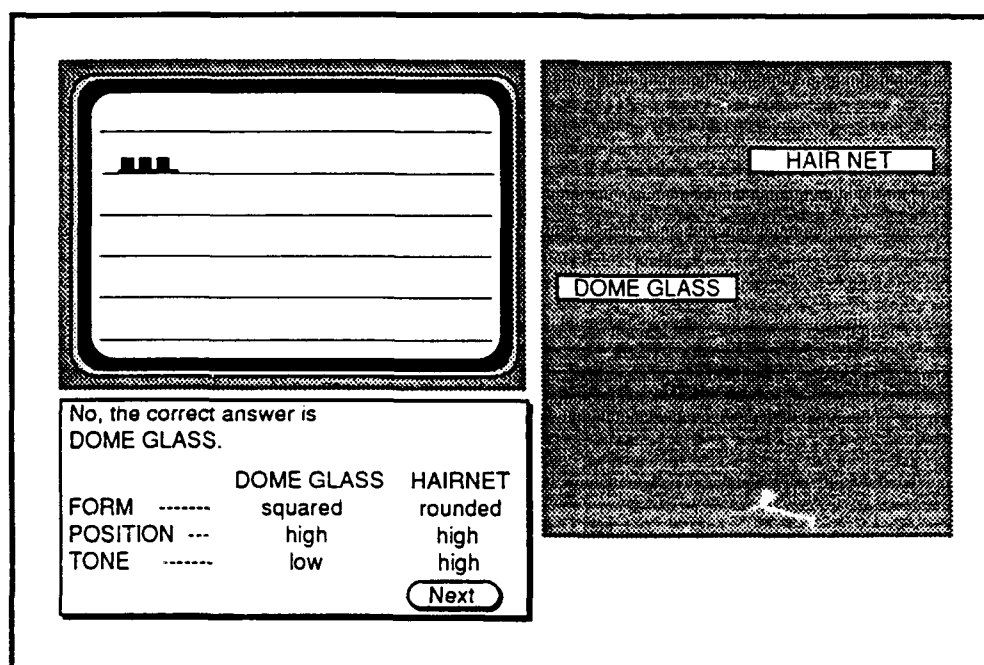 HAIR NET
DOME GLASS
No, the correct answer is
DOME GLASS.
DOME GLASS HAIRNET
FORM ------- squared rounded
POSITION --- high high
TONE ------- low high
Next